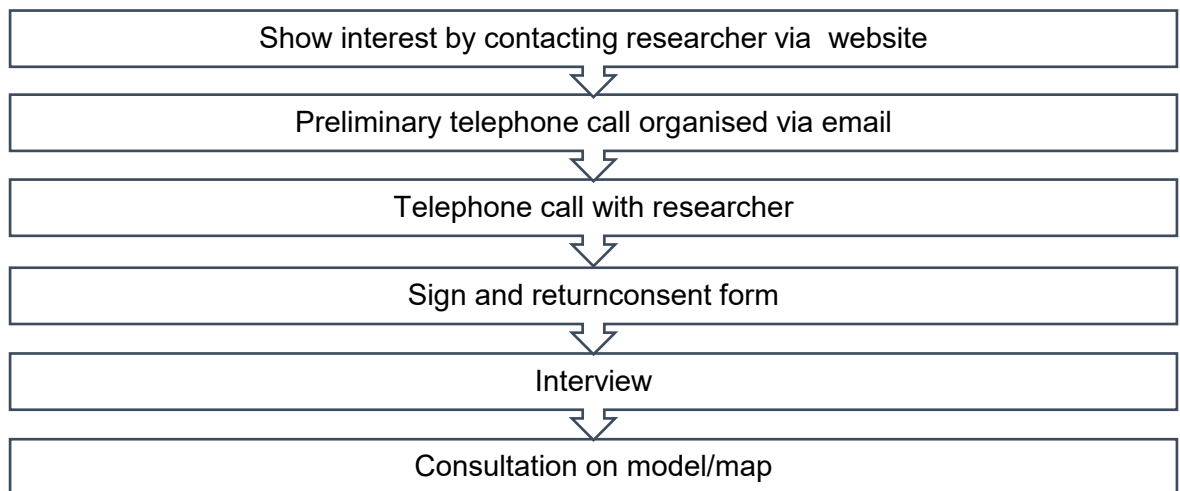 Show interest by contacting researcher via  website
Preliminary telephone call organised via email
Telephone call with researcher
Sign and returnconsent form
Interview
Consultation on model/map